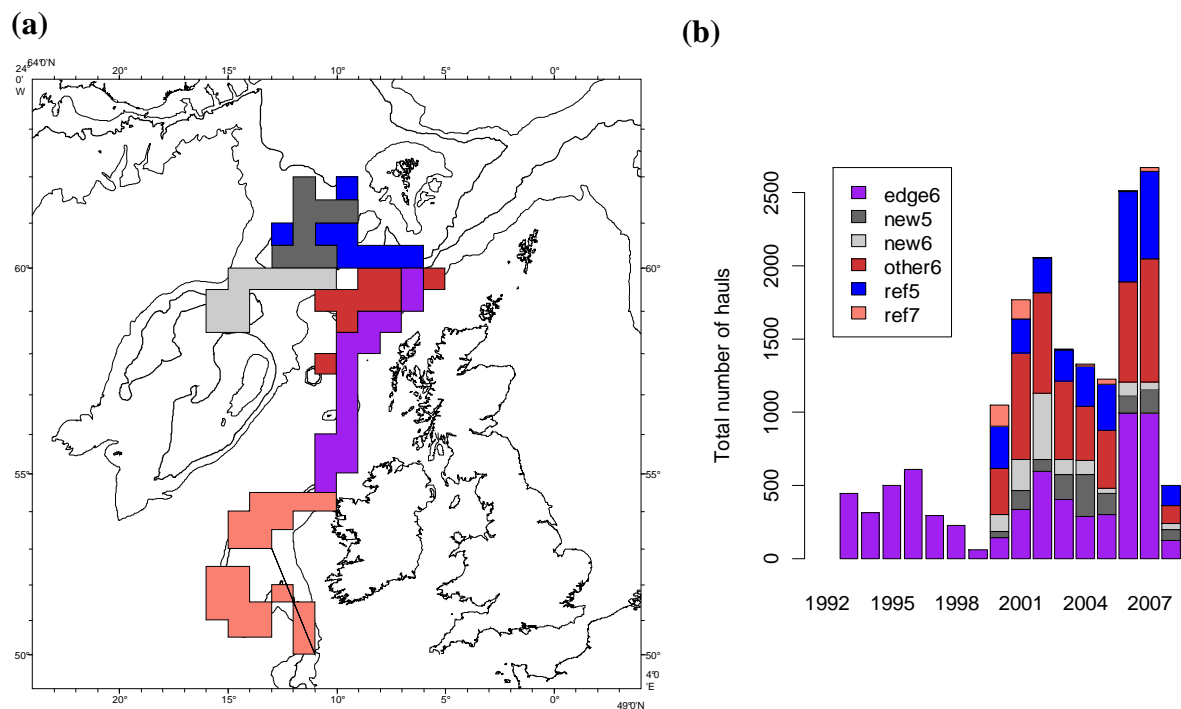 (a)
(b)
24°
0'
W
64°0'N
20° 15° 10° 5° 0°
60° 60°
55° 55°
50° 50°
4°0'
'E
20° 15° 10° 5° 0°
49°0'N
Total number of hauls
2500
2000
1500
1000
500
0
edge6
new5
new6
other6
ref5
ref7
1992 1995 1998 2001 2004 2007